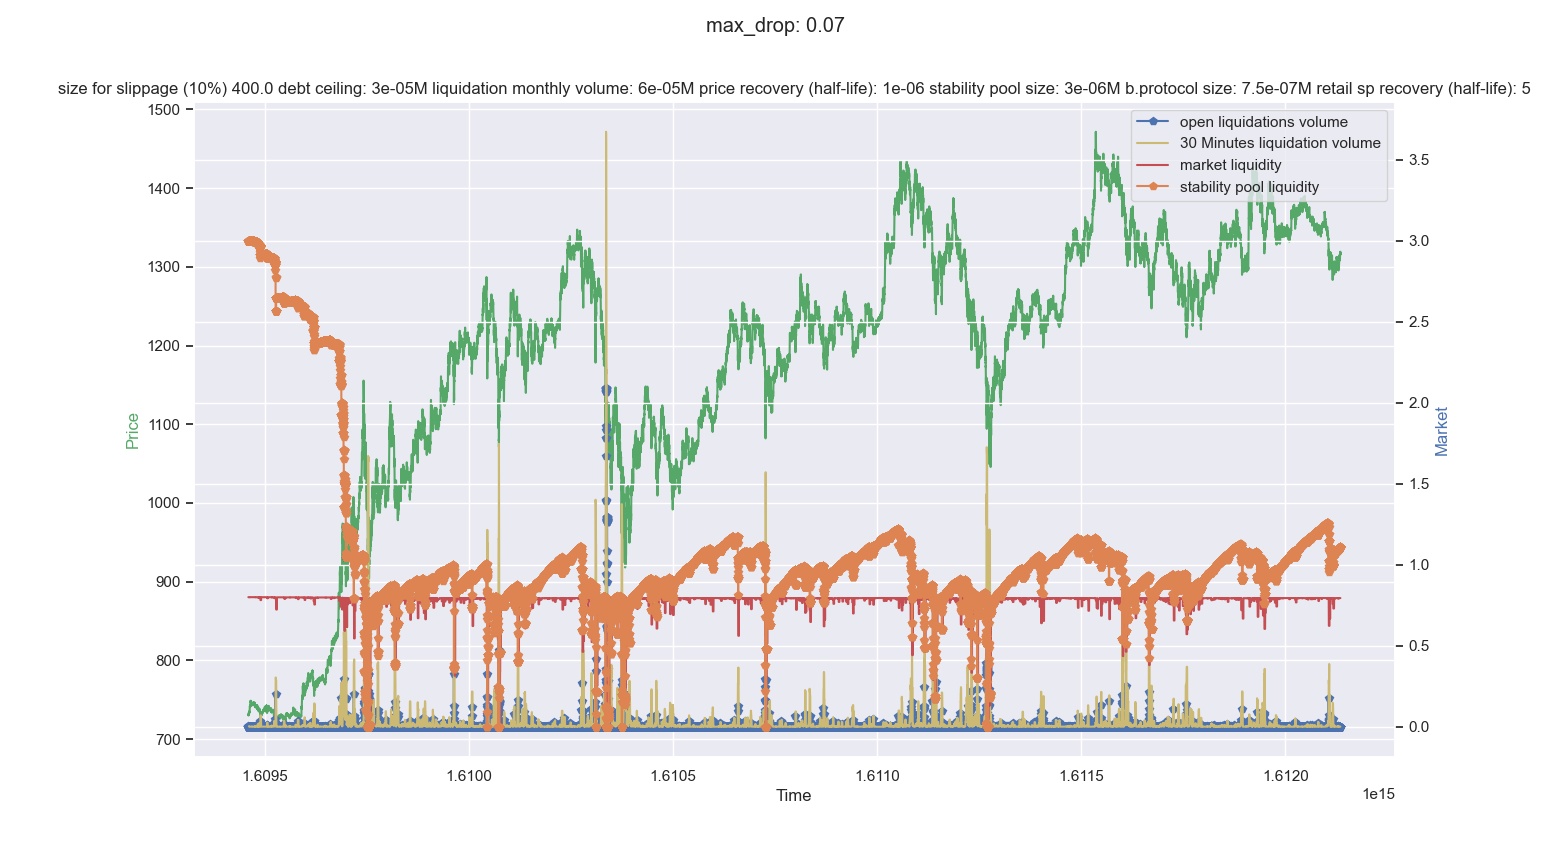 max_drop: 0.07
size for slippage (10%) 400.0 debt ceiling: 3e-05M liquidation monthly volume: 6e-05M price recovery (half-life): 1e-06 stability pool size: 3e-06M b.protocol size: 7.5e-07M retail sp recovery (half-life): 5
open liquidations volume
30 Minutes liquidation volume
market liquidity
stability pool liquidity
1500
1400
1300
1200
1100
1000
900
800
700
Price
3.5
3.0
2.5
2.0
1.5
1.0
0.5
0.0
Market
1.6095 1.6100 1.6105 1.6110 1.6115 1.6120
1e15
Time